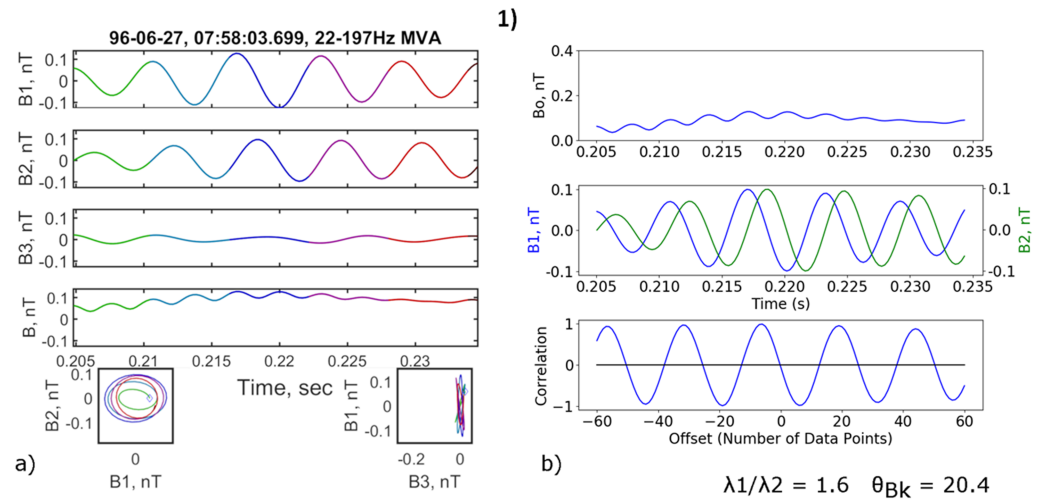 1)
96-06-27, 07:58:03.699, 22-197Hz MVA
B1, nT
0.1
0
-0.1
B2, nT
0.1
0
-0.1
B3, nT
0.1
0
-0.1
B, nT
0.1
0
-0.1
0.205 0.21 0.215 0.22 0.225 0.23
Time, sec
B2, nT
0.1
0
-0.1
0
B1, nT
B1, nT
0.1
0
-0.1
-0.2 0
B3, nT
a)
Bo, nT
0.4
0.2
0.0
0.205 0.210 0.215 0.220 0.225 0.230 0.235
B1, nT
0.1
0.0
-0.1
0.1
0.0
-0.1
B2, nT
0.205 0.210 0.215 0.220 0.225 0.230 0.235
Time (s)
Correlation
1
0
−1
−60 −40 −20 0 20 40 60
Offset (Number of Data Points)
b)
λ1/λ2 = 1.6 θBk = 20.4